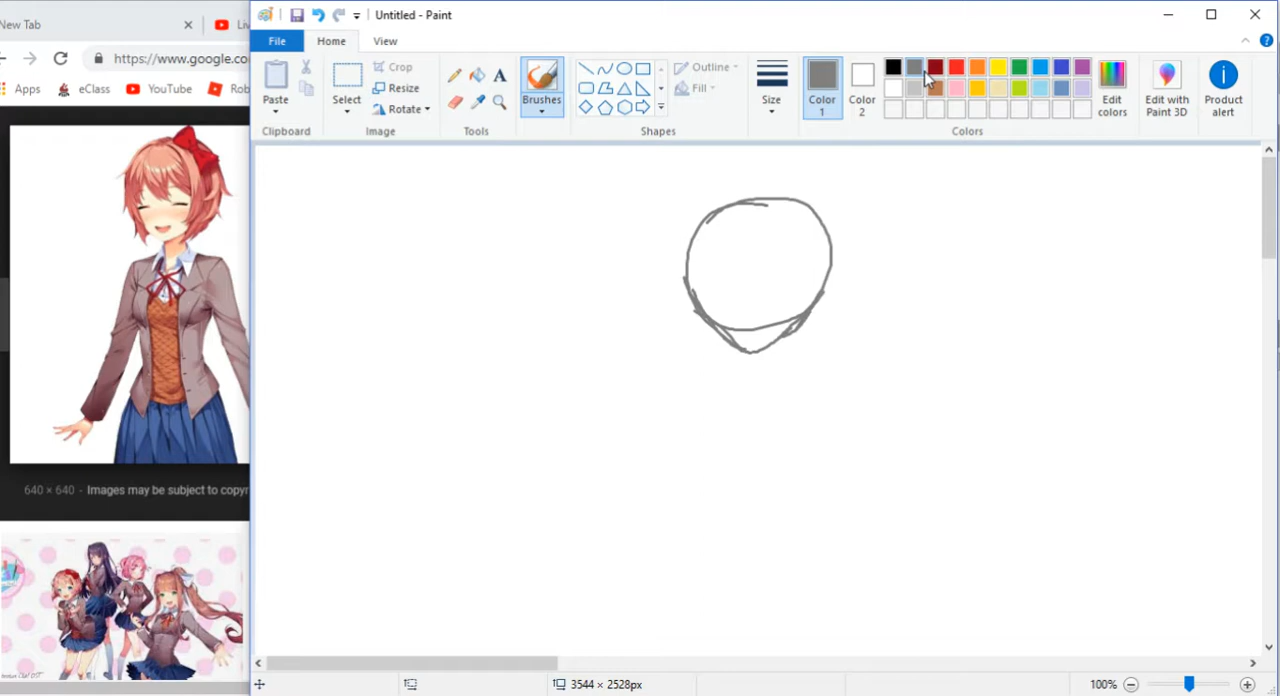 New Tab
Liv
Untitled - Paint
File
Home
View
https://www.google.co
Apps
eClass
YouTube
Rob
Paste
Select
Crop
Resize
Rotate
Brushes
Outline
Fill
Size
Color
1
Color
2
Edit
colors
Edit with
Paint 3D
Product
alert
Clipboard
Image
Tools
Shapes
Colors
640 × 640 - Images may be subject to copyr
3544 × 2528px
100%